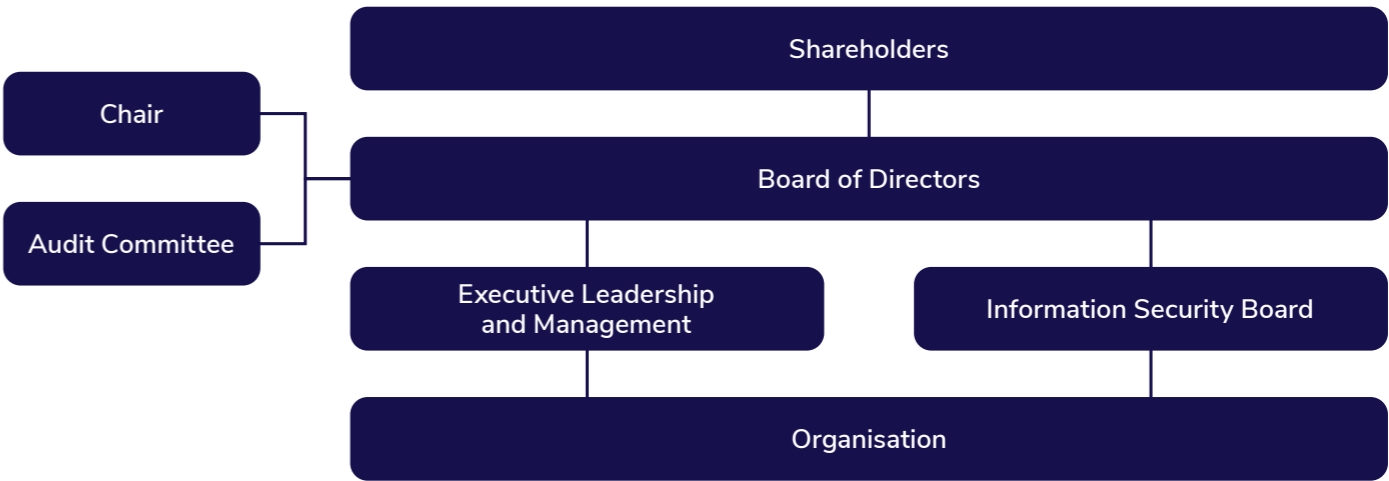 Shareholders
Chair
Board of Directors
Audit Committee
Executive Leadership
and Management
Information Security Board
Organisation